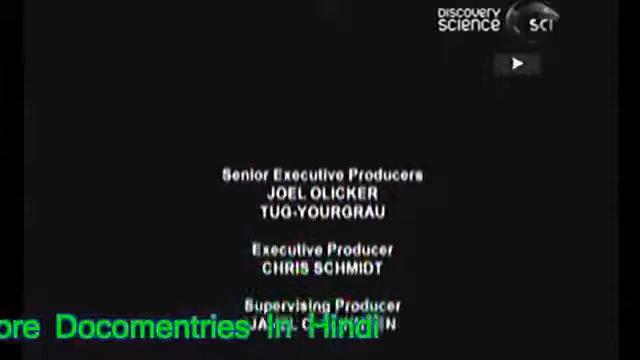 DISCOVERY
SCIENCE SCI
Senior Executive Producers
JOEL OLICKER
TUG-YOURGRAU
Executive Producer
CHRIS SCHMIDT
Supervising Producer
ore Docomentries In Hindi